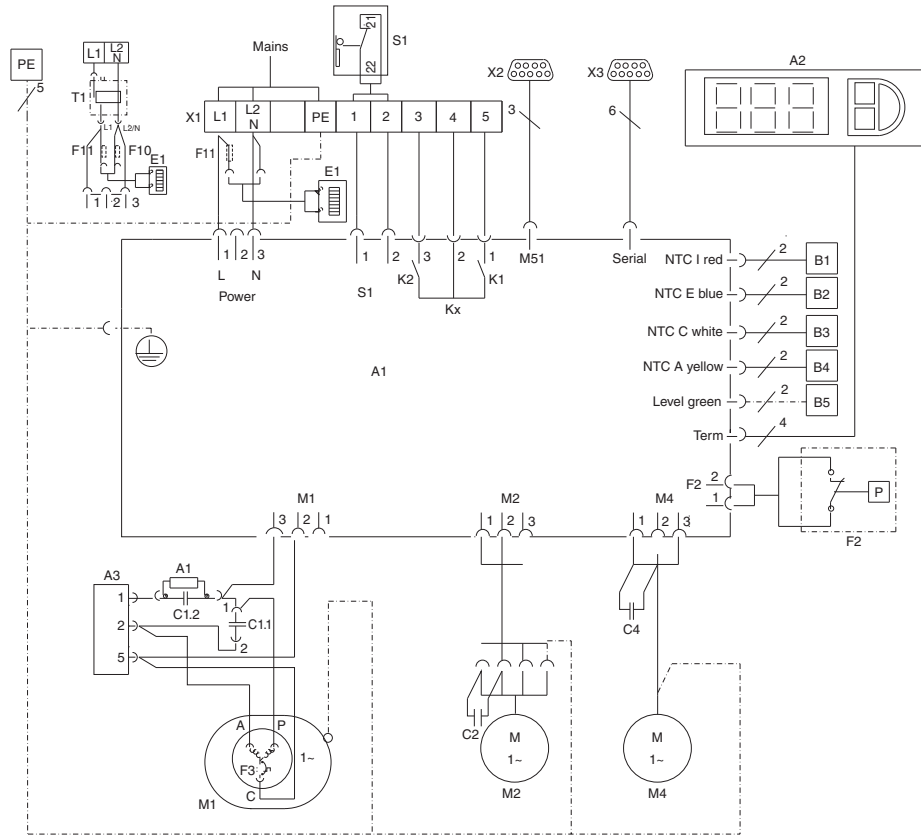 PE
5
L1 L2
N
T1
L1 L2/N
F11 F10
E1
1 2 3
Mains
X1 L1 L2 PE 1 2 3 4 5
N
F11
E1
21
22
S1
X2
3
X3
6
A2
1 2 3
L N
Power
1 2
S1
3 2 1
K2 K1
Kx
M51
Serial
NTC I red 2 B1
NTC E blue 2 B2
NTC C white 2 B3
NTC A yellow 2 B4
Level green 2 B5
Term 4
A1
F2 2
1
P
F2
M1
3 2 1
M2
1 2 3
M4
1 2 3
A3
1
2
5
A1
C1.2
1
C1.1
2
A P
F3
C
1~
M1
C2
M
1~
M2
C4
M
1~
M4